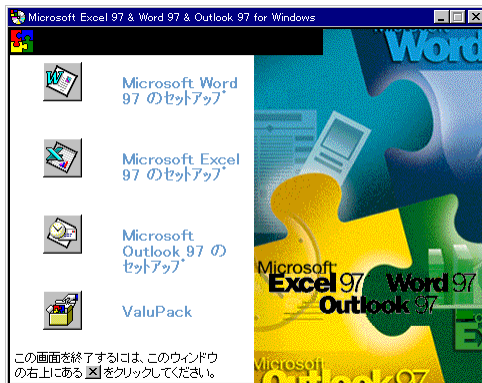 Microsoft Excel 97 & Word 97 & Outlook 97 for Windows
Microsoft Word
97 のｾｯﾄｱｯﾌﾟ
Microsoft Excel
97 のｾｯﾄｱｯﾌﾟ
Microsoft
Outlook 97 の
ｾｯﾄｱｯﾌﾟ
ValuPack
この画面を終了するには、このウィンドウ
の右上にある × をクリックしてください。
Word
Microsoft
Excel 97 Word 97
Outlook 97
Outlook 97